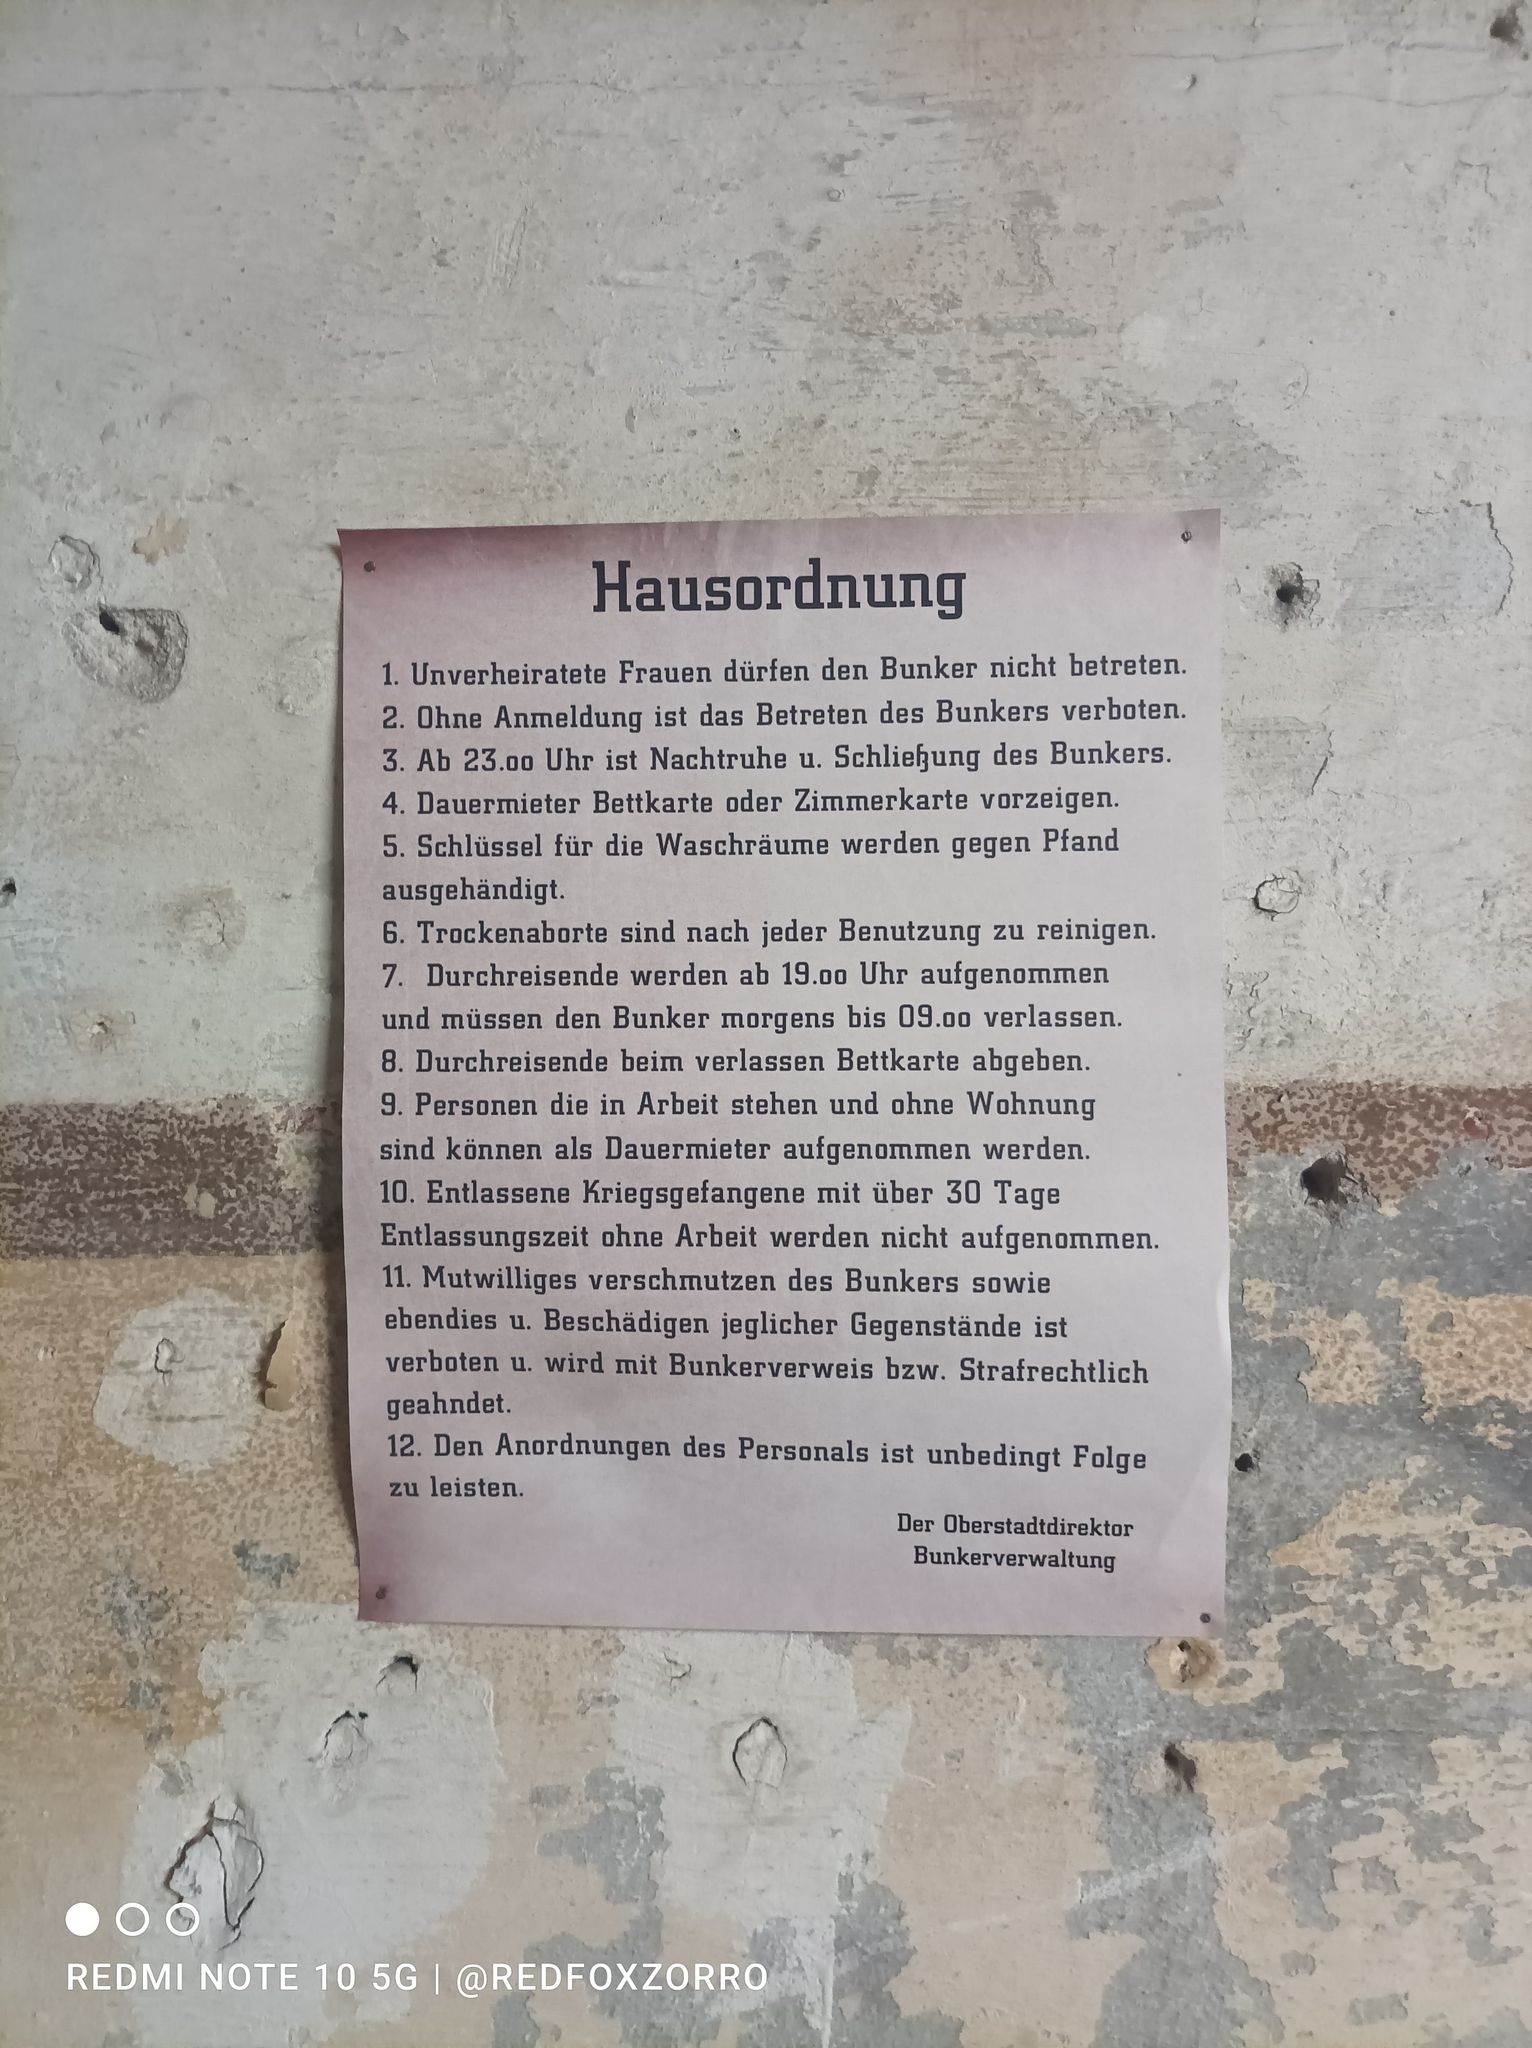 Hausordnung
1. Unverheiratete Frauen dürfen den Bunker nicht betreten.
2. Ohne Anmeldung ist das Betreten des Bunkers verboten.
3. Ab 23.oo Uhr ist Nachtruhe u. Schließung des Bunkers.
4. Dauermieter Bettkarte oder Zimmerkarte vorzeigen.
5. Schlüssel für die Waschräume werden gegen Pfand
ausgehändigt.
6. Trockenaborte sind nach jeder Benutzung zu reinigen.
7. Durchreisende werden ab 19.oo Uhr aufgenommen
und müssen den Bunker morgens bis 09.oo verlassen.
8. Durchreisende beim verlassen Bettkarte abgeben.
9. Personen die in Arbeit stehen und ohne Wohnung
sind können als Dauermieter aufgenommen werden.
10. Entlassene Kriegsgefangene mit über 30 Tage
Entlassungszeit ohne Arbeit werden nicht aufgenommen.
11. Mutwilliges verschmutzen des Bunkers sowie
ebendies u. Beschädigen jeglicher Gegenstände ist
verboten u. wird mit Bunkerverweis bzw. Strafrechtlich
geahndet.
12. Den Anordnungen des Personals ist unbedingt Folge
zu leisten.
Der Oberstadtdirektor
Bunkerverwaltung
REDMI NOTE 10 5G | @REDFOXZORRO